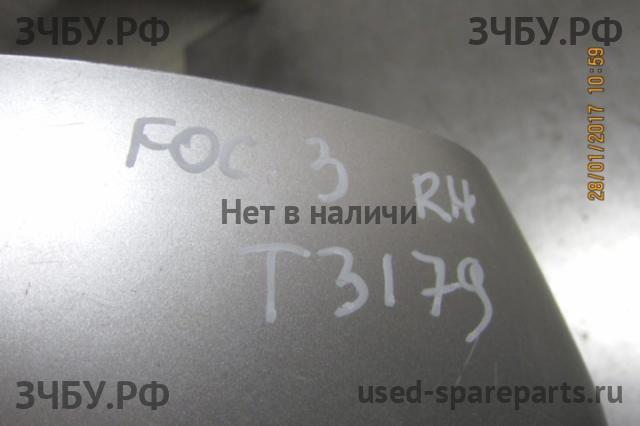 ЗЧБУ.РФ ЗЧБУ.РФ
28/01/2017 10:59
FOC. 3 RH
Нет в наличи
T3179
ЗЧБУ.РФ used-spareparts.ru